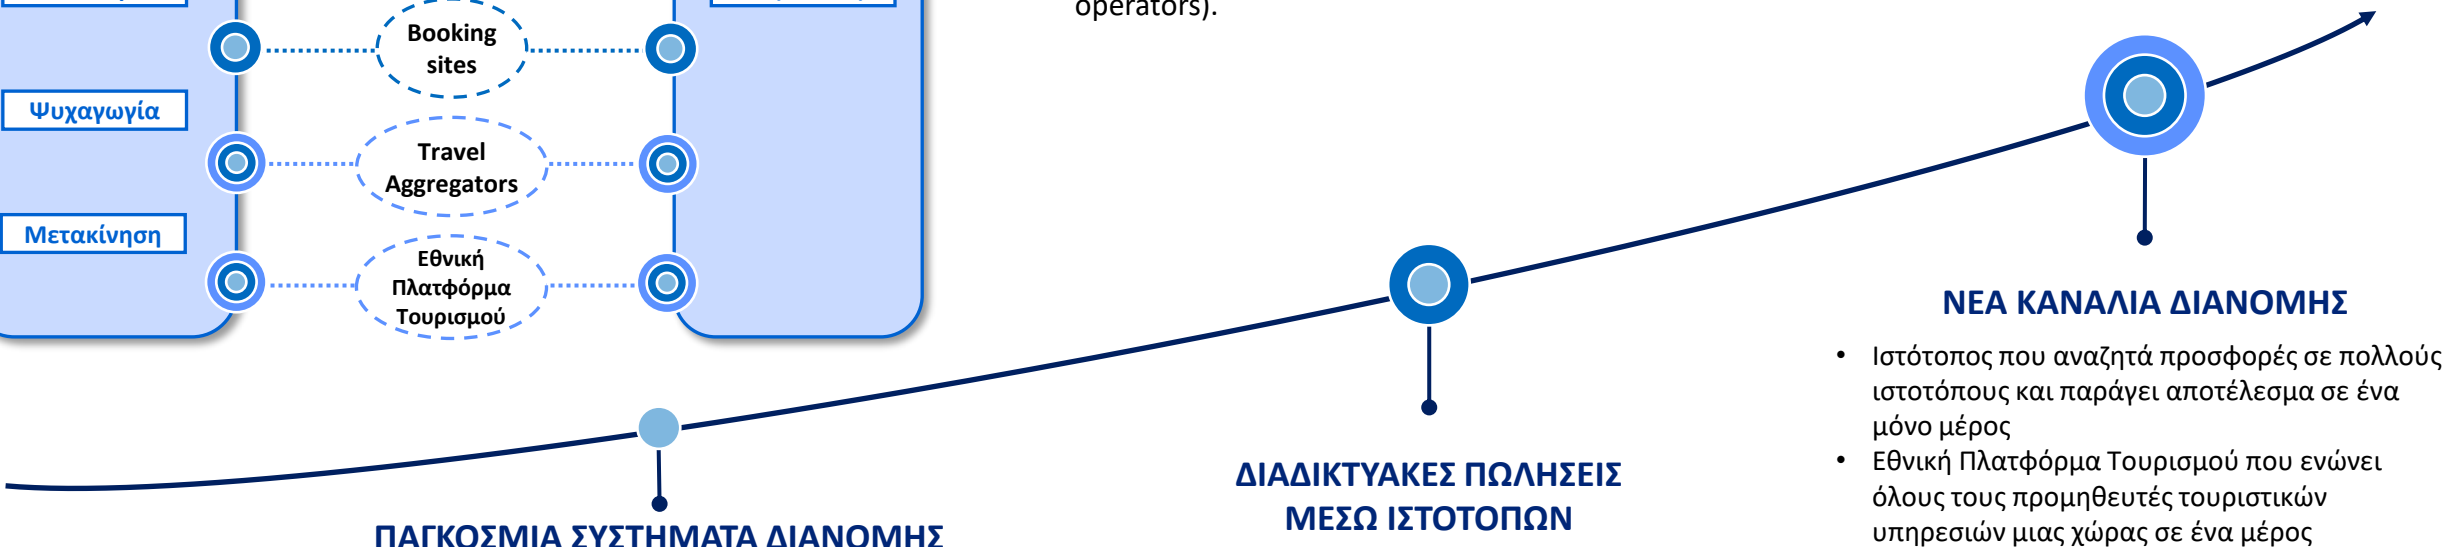 operators).
Booking
sites
Ψυχαγωγία
Travel
Aggregators
Μετακίνηση
Εθνική
Πλατφόρμα
Τουρισμού
ΠΑΓΚΟΣΜΙΑ ΣΥΣΤΗΜΑΤΑ ΔΙΑΝΟΜΗΣ
ΔΙΑΔΙΚΤΥΑΚΕΣ ΠΩΛΗΣΕΙΣ
ΜΕΣΩ ΙΣΤΟΤΟΠΩΝ
ΝΕΑ ΚΑΝΑΛΙΑ ΔΙΑΝΟΜΗΣ
• Ιστότοπος που αναζητά προσφορές σε πολλούς
ιστοτόπους και παράγει αποτέλεσμα σε ένα
μόνο μέρος
• Εθνική Πλατφόρμα Τουρισμού που ενώνει
όλους τους προμηθευτές τουριστικών
υπηρεσιών μιας χώρας σε ένα μέρος